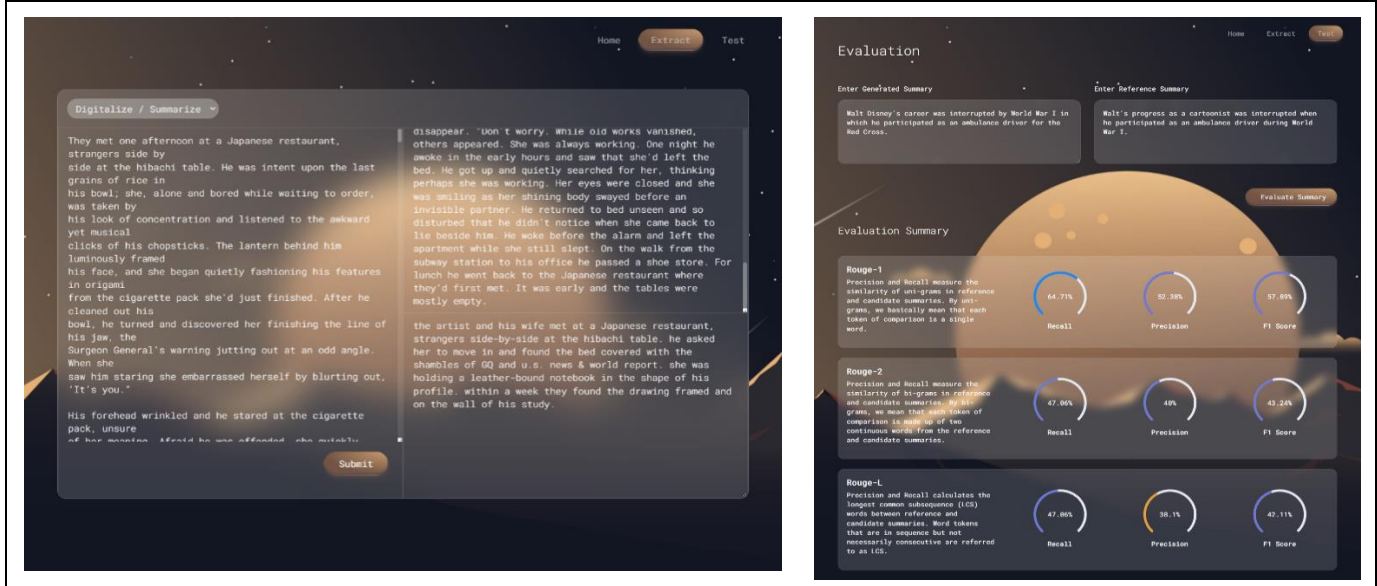 Home Extract Test
Digitalize / Summarize
They met one afternoon at a Japanese restaurant,
strangers side by
side at the hibachi table. He was intent upon the last
grains of rice in
his bowl; she, alone and bored while waiting to order,
was taken by
his look of concentration and listened to the awkward
yet musical
clicks of his chopsticks. The lantern behind him
luminously framed
his face, and she began quietly fashioning his features
in origami
from the cigarette pack she'd just finished. After he
cleaned out his
bowl, he turned and discovered her finishing the line of
his jaw, the
Surgeon General's warning jutting out at an odd angle.
When she
saw him staring she embarrassed herself by blurting out,
'It's you."
His forehead wrinkled and he stared at the cigarette
pack, unsure
of her meaning. Afraid he was offended, she quickly
Submit
disappear. "Don't worry. While old works vanished,
others appeared. She was always working. One night he
awoke in the early hours and saw that she'd left the
bed. He got up and quietly searched for her, thinking
perhaps she was working. Her eyes were closed and she
was smiling as her shining body swayed before an
invisible partner. He returned to bed unseen and so
disturbed that he didn't notice when she came back to
lie beside him. He woke before the alarm and left the
apartment while she still slept. On the walk from the
subway station to his office he passed a shoe store. For
lunch he went back to the Japanese restaurant where
they'd first met. It was early and the tables were
mostly empty.
the artist and his wife met at a Japanese restaurant,
strangers side-by-side at the hibachi table. he asked
her to move in and found the bed covered with the
shambles of GQ and u.s. news & world report. she was
holding a leather-bound notebook in the shape of his
profile. within a week they found the drawing framed and
on the wall of his study.
Home Extract Test
Evaluation
Enter Generated Summary
Walt Disney's career was interrupted by World War I in
which he participated as an ambulance driver for the
Red Cross.
Enter Reference Summary
Walt's progress as a cartoonist was interrupted when
he participated as an ambulance driver during World
War I.
Evaluate Summary
Evaluation Summary
Rouge-1
Precision and Recall measure the
similarity of uni-grams in reference
and candidate summaries. By uni-
grams, we basically mean that each
token of comparison is a single
word.
64.71% 52.38% 57.89%
Recall Precision F1 Score
Rouge-2
Precision and Recall measure the
similarity of bi-grams in reference
and candidate summaries. By bi-
grams, we mean that each token of
comparison is made up of two
continuous words from the reference
and candidate summaries.
47.06% 40% 43.24%
Recall Precision F1 Score
Rouge-L
Precision and Recall calculates the
longest common subsequence (LCS)
words between reference and
candidate summaries. Word tokens
that are in sequence but not
necessarily consecutive are referred
to as LCS.
47.06% 38.1% 42.11%
Recall Precision F1 Score